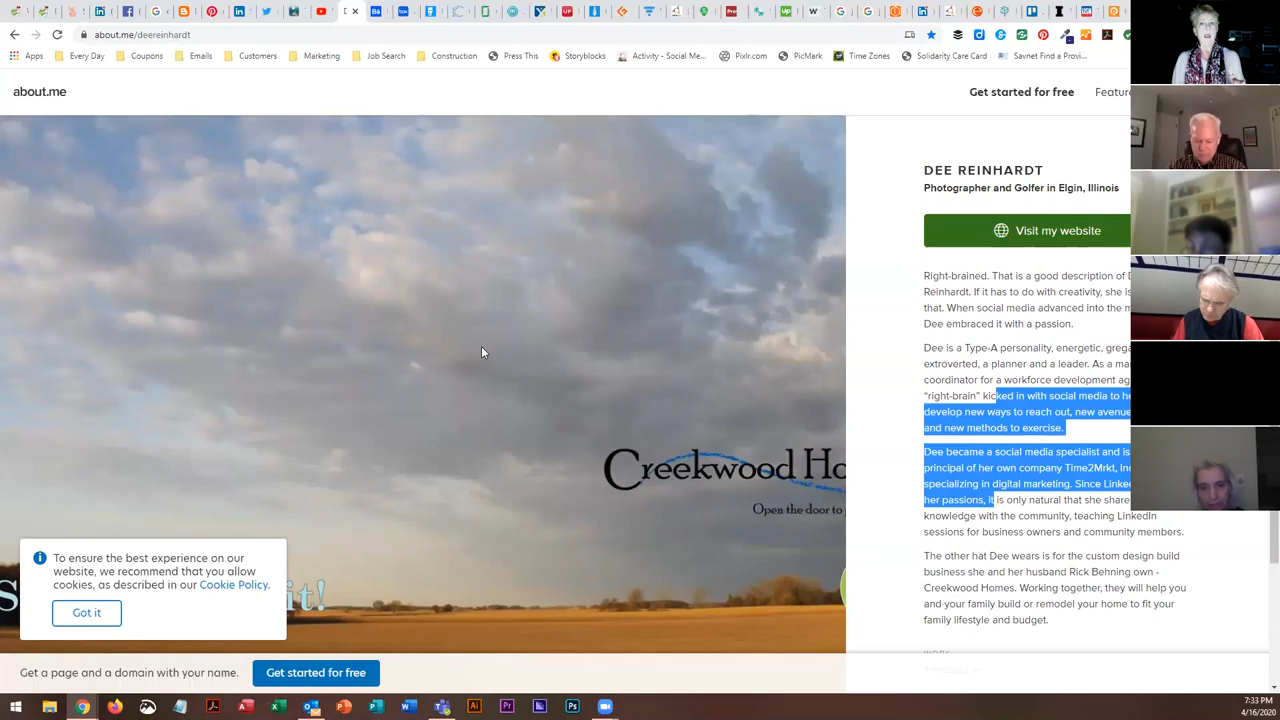 about.me/deereinhardt
Apps Every Day Coupons Emails Customers Marketing Job Search Construction Press This Storyblocks Activity - Social Me... Pixlr.com PicMark Time Zones Solidarity Care Card Savnet Find a Provi...
about.me
Get started for free
DEE REINHARDT
Photographer and Golfer in Elgin, Illinois
Visit my website
Right-brained. That is a good description of
Reinhardt. If it has to do with creativity, she is
that. When social media advanced into the
Dee embraced it with a passion.
Dee is a Type-A personality, energetic,
extroverted, a planner and a leader. As a
coordinator for a workforce development
"right-brain" kicked in with social media to
develop new ways to reach out, new
and new methods to exercise.
Dee became a social media specialist and is
principal of her own company Time2Mrkt,
specializing in digital marketing. Since
her passions, it is only natural that she
knowledge with the community, teaching LinkedIn
sessions for business owners and community members.
The other hat Dee wears is for the custom design build
business she and her husband Rick Behning own -
Creekwood Homes. Working together, they will help you
and your family build or remodel your home to fit your
family lifestyle and budget.
Creekwood
Open the door to
it!
To ensure the best experience on our
website, we recommend that you allow
cookies, as described in our Cookie Policy.
Got it
Get a page and a domain with your name.
Get started for free
7:33 PM
4/16/2020